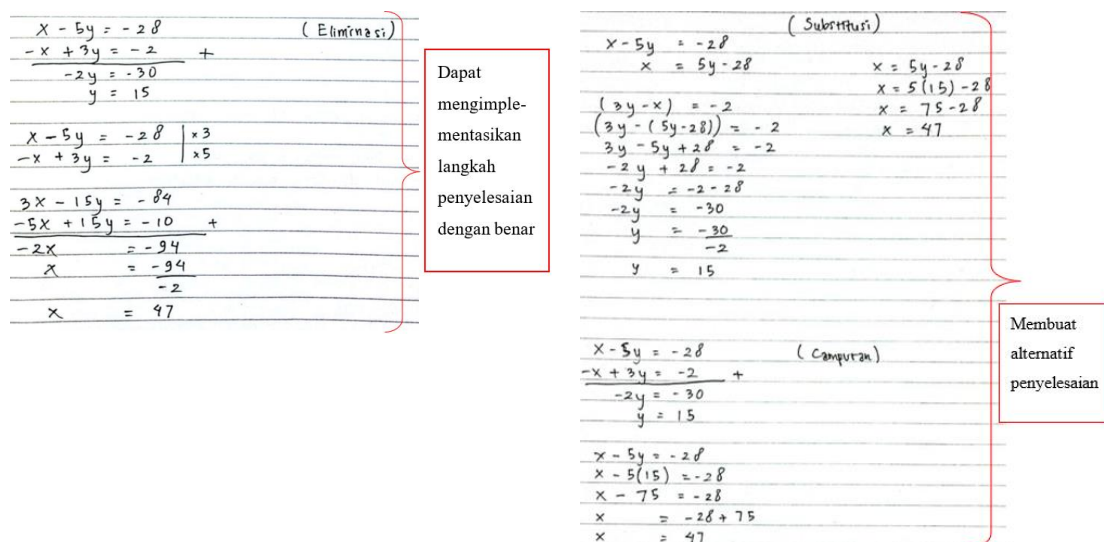 x - 5y = -28 (Eliminasi)
-x + 3y = -2 +
-2y = -30
y = 15
x - 5y = -28 | x3
-x + 3y = -2 | x5
3x - 15y = -84
-5x + 15y = -10 +
-2x = -94
x = -94
-2
x = 47
Dapat
mengimple-
mentasikan
langkah
penyelesaian
dengan benar
(Substitusi)
x - 5y = -28
x = 5y - 28
(3y - x) = -2
(3y - (5y - 28)) = -2
3y - 5y + 28 = -2
-2y + 28 = -2
-2y = -2 - 28
-2y = -30
y = -30
-2
y = 15
x = 5y - 28
x = 5(15) - 28
x = 75 - 28
x = 47
x - 5y = -28 (Campuran)
-x + 3y = -2 +
-2y = -30
y = 15
x - 5y = -28
x - 5(15) = -28
x - 75 = -28
x = -28 + 75
x = 47
Membuat
alternatif
penyelesaian